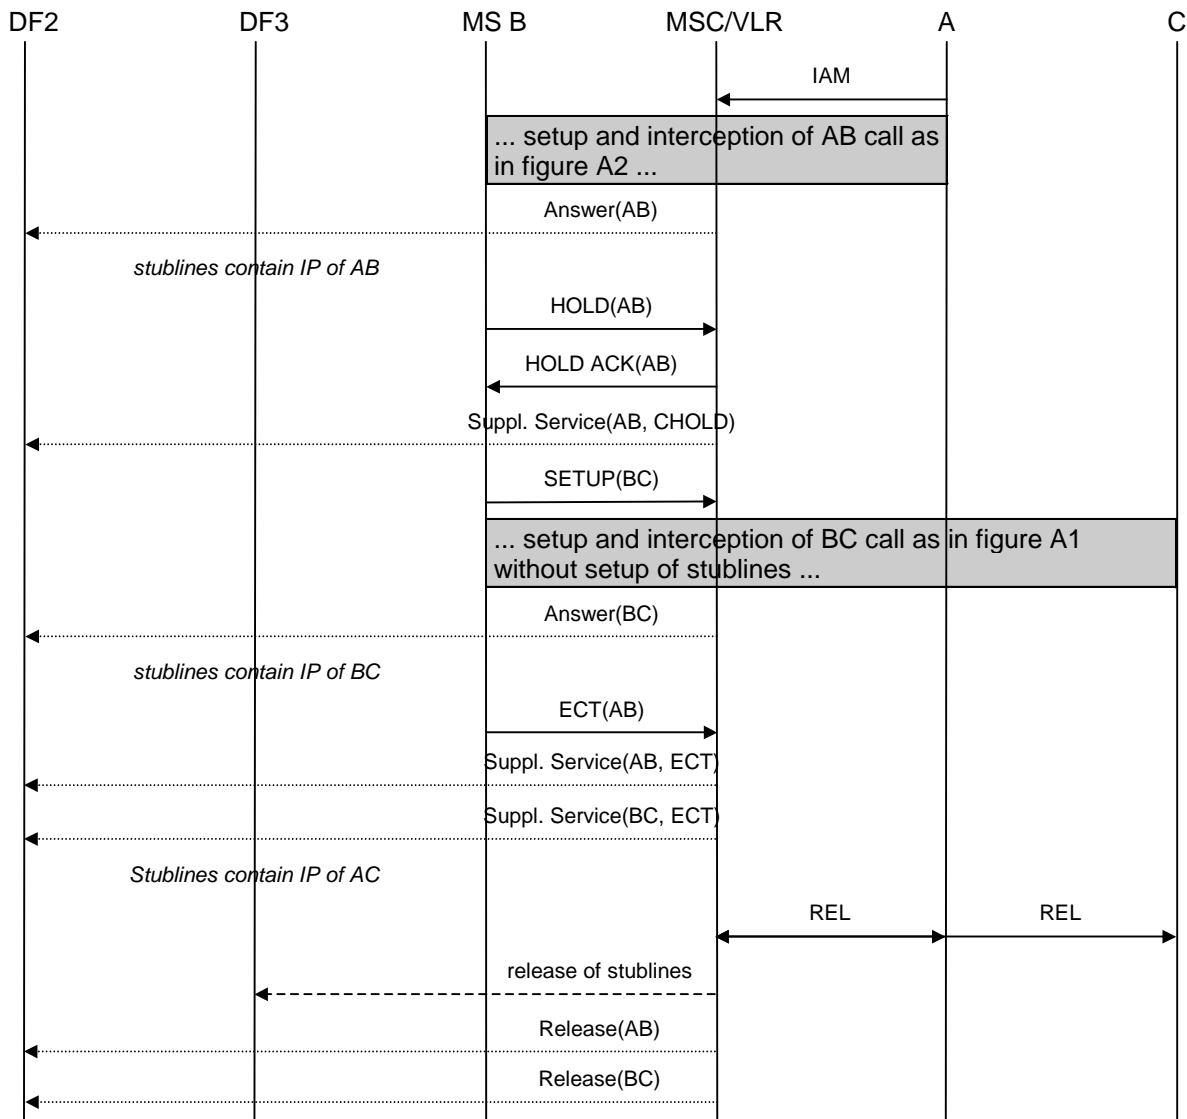 DF2 DF3 MS B MSC/VLR A C
IAM
... setup and interception of AB call as
in figure A2 ...
Answer(AB)
stublines contain IP of AB
HOLD(AB)
HOLD ACK(AB)
Suppl. Service(AB, CHOLD)
SETUP(BC)
... setup and interception of BC call as in figure A1
without setup of stublines ...
Answer(BC)
stublines contain IP of BC
ECT(AB)
Suppl. Service(AB, ECT)
Suppl. Service(BC, ECT)
Stublines contain IP of AC
REL REL
release of stublines
Release(AB)
Release(BC)